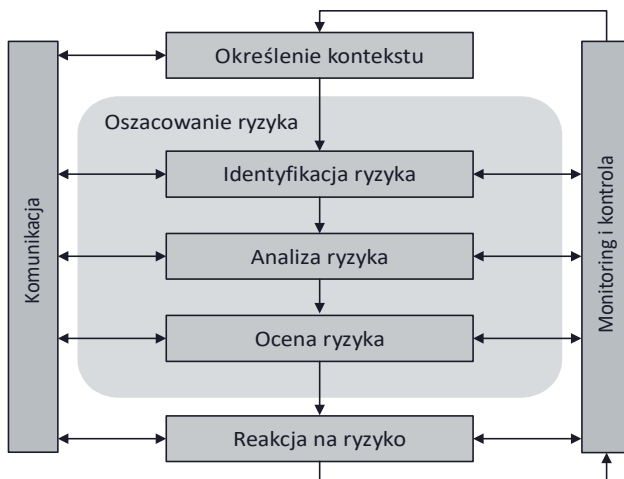 Określenie kontekstu
Oszacowanie ryzyka
Identyfikacja ryzyka
Analiza ryzyka
Ocena ryzyka
Reakcja na ryzyko
Komunikacja
Monitoring i kontrola